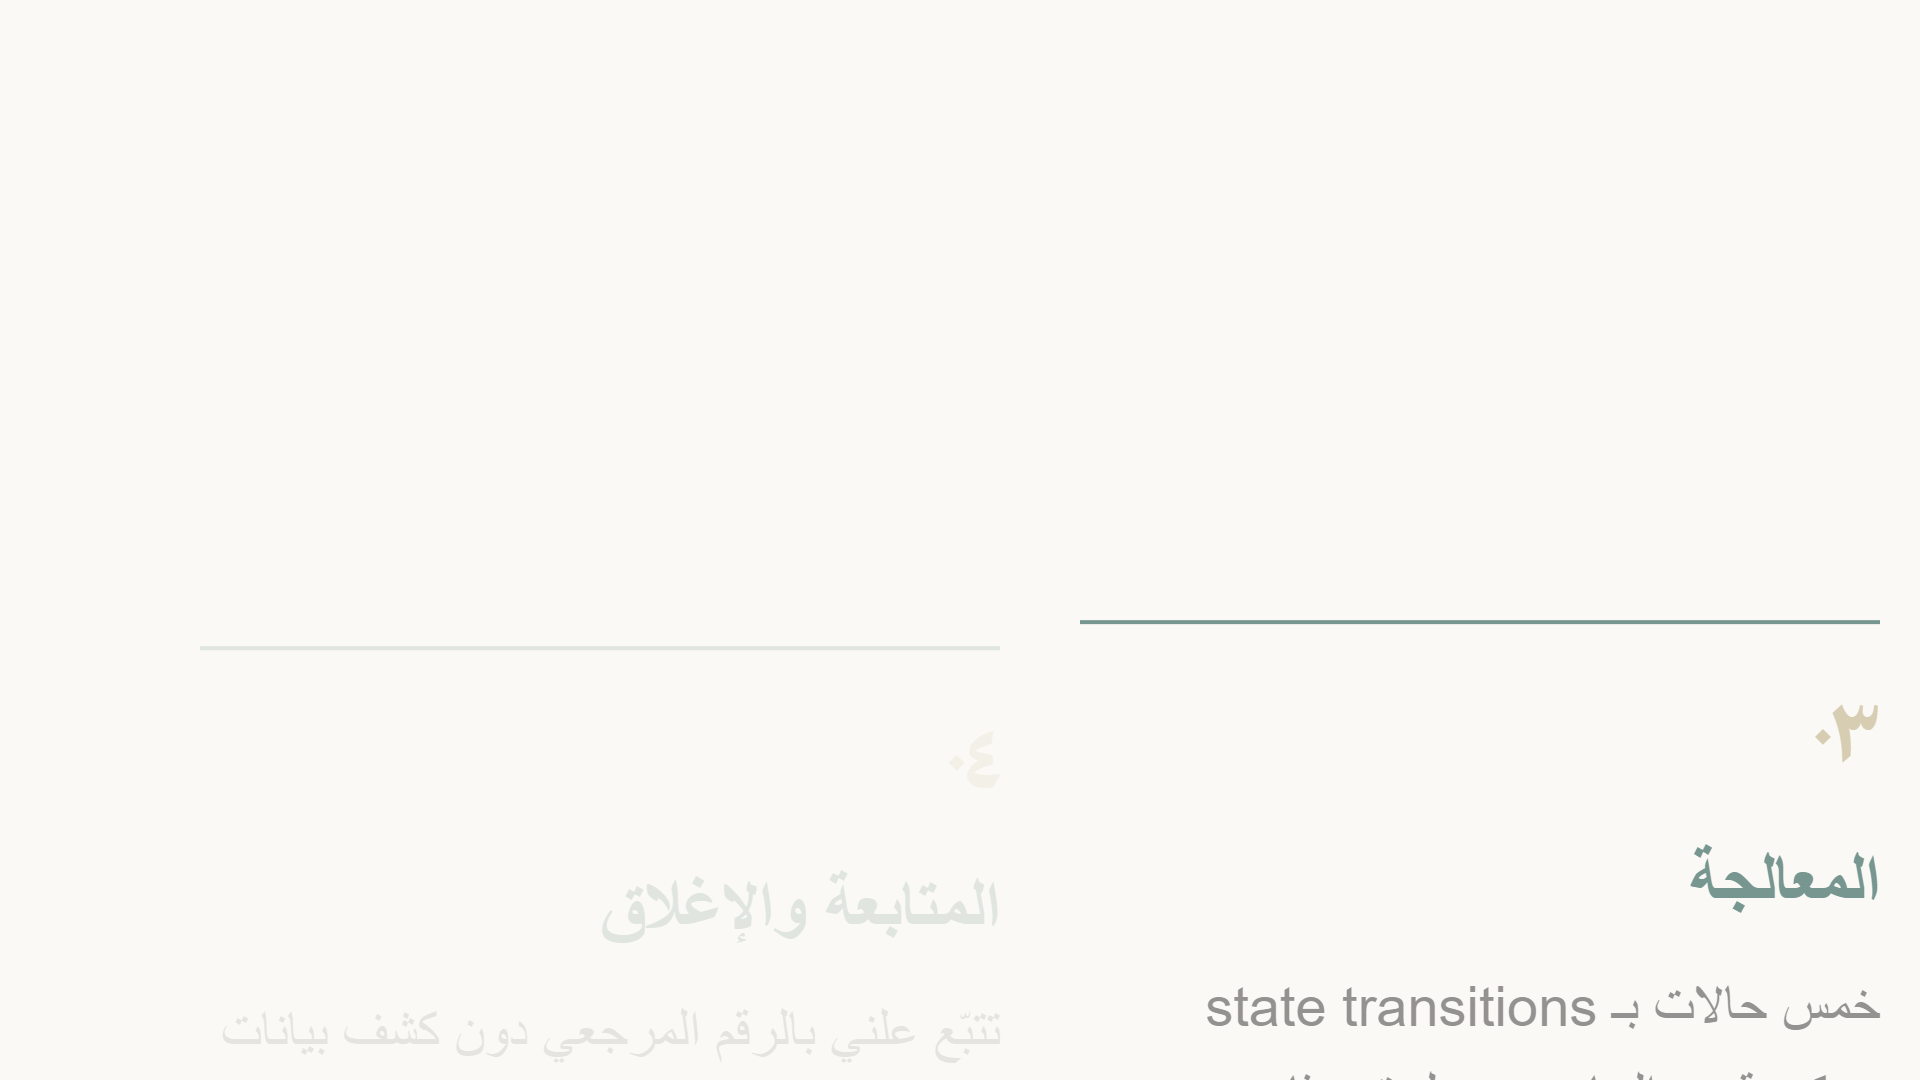 ٠٣
المعالجة
خمس حالات بـ state transitions
٠٤
المتابعة والإغلاق
تتبّع علني بالرقم المرجعي دون كشف بيانات